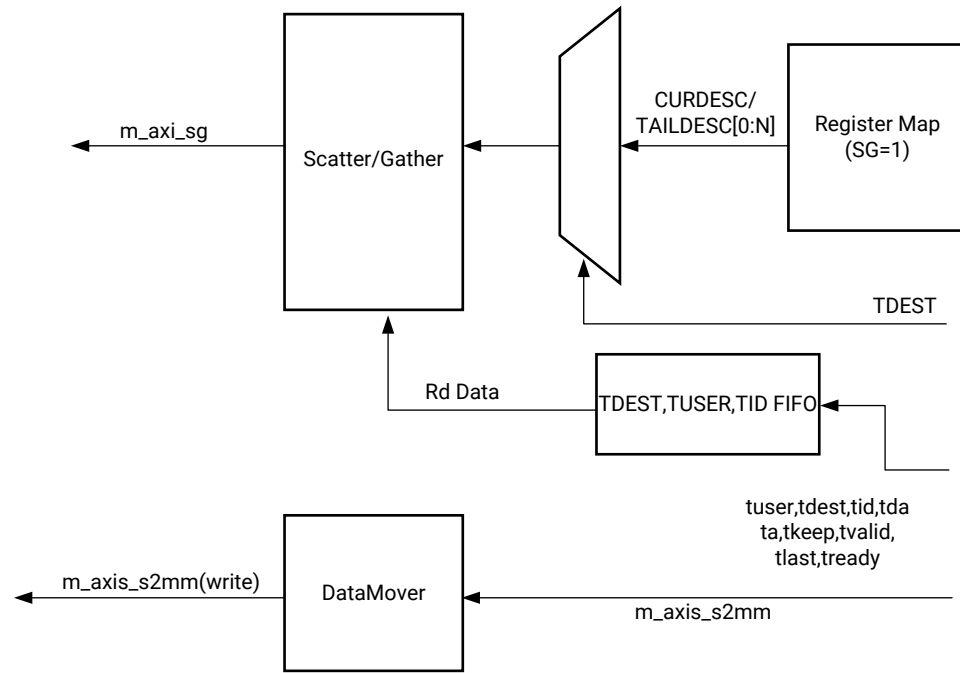 CURDESC/
TAILDESC[0:N]
Register Map
(SG=1)
m_axi_sg
Scatter/Gather
TDEST
Rd Data
TDEST,TUSER,TID FIFO
tuser,tdest,tid,tda
ta,tkeep,tvalid,
tlast,tready
m_axis_s2mm(write)
DataMover
m_axis_s2mm